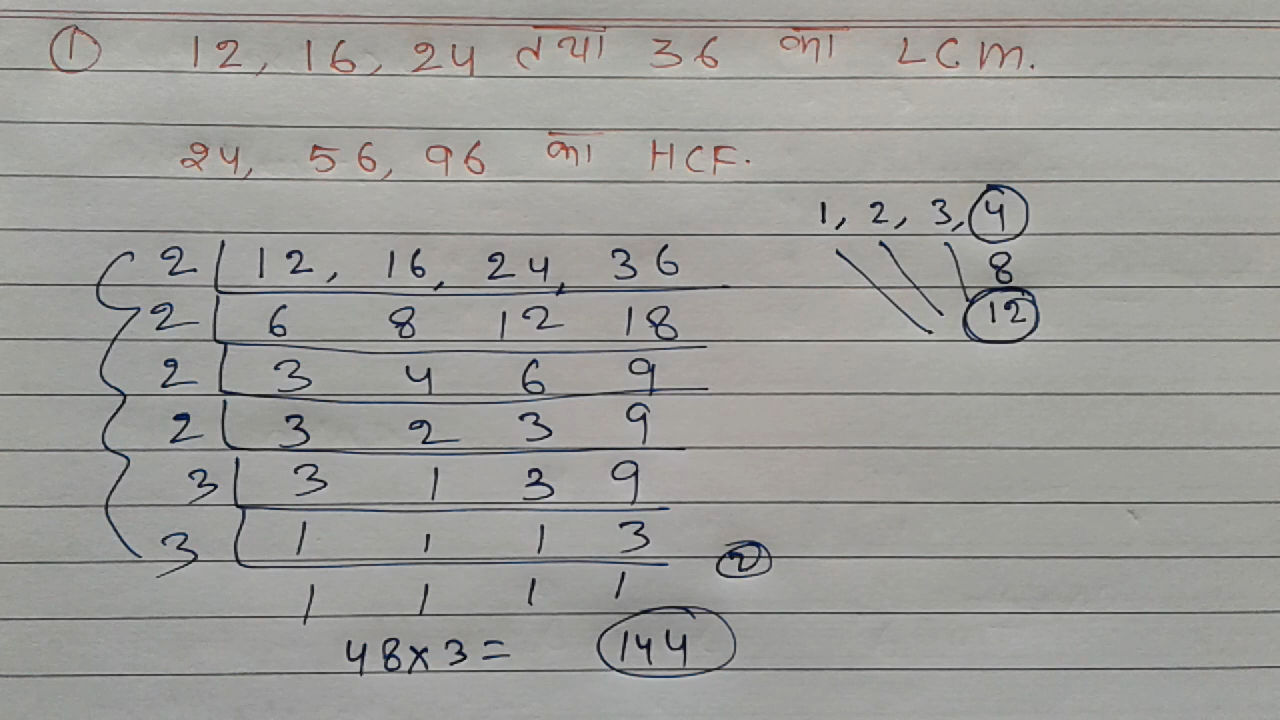 ① 12, 16, 24 तथा 36 का LCM.
24, 56, 96 का HCF.
1, 2, 3, 4
8
12
2 | 12, 16, 24, 36
2 | 6 8 12 18
2 | 3 4 6 9
2 | 3 2 3 9
3 | 3 1 3 9
3 | 1 1 1 3
②
1 1 1 1
48 x 3 = 144